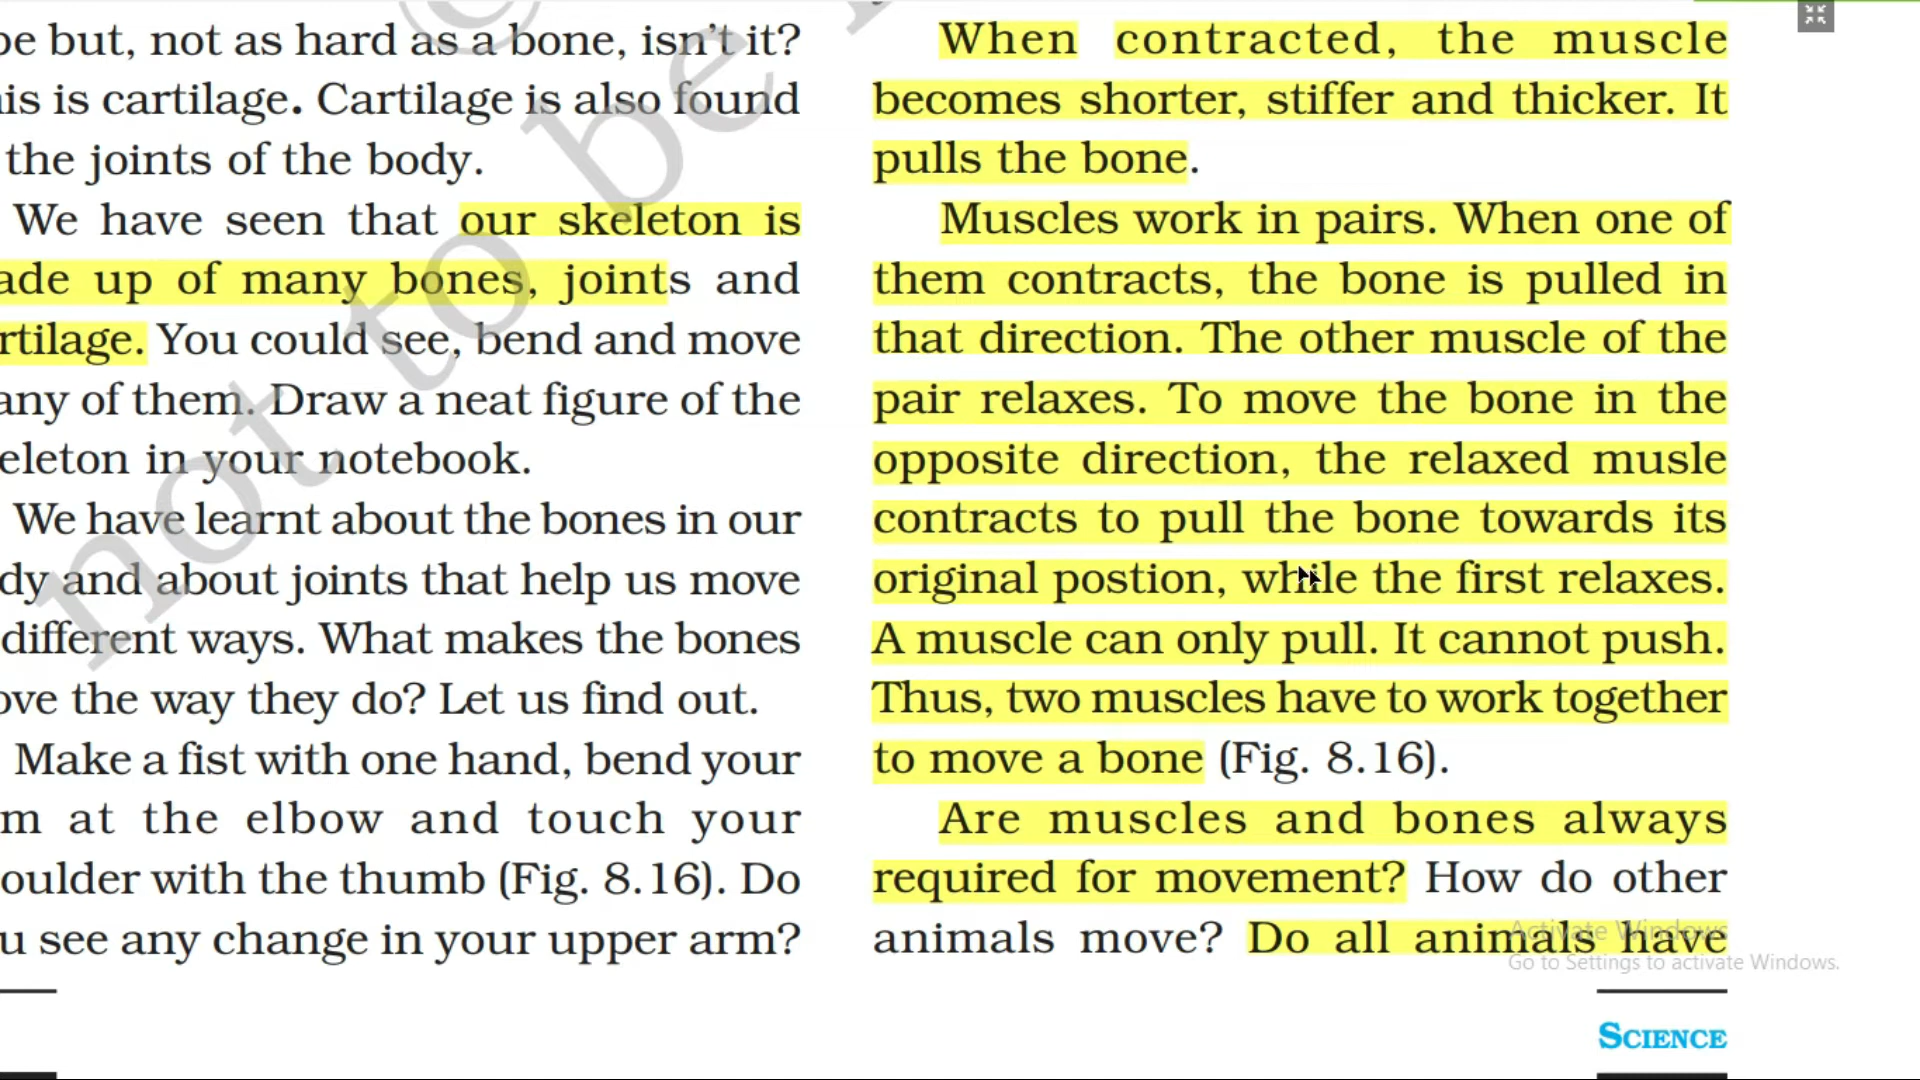 be but, not as hard as a bone, isn't it?
his is cartilage. Cartilage is also found
the joints of the body.
We have seen that our skeleton is
ade up of many bones, joints and
rtilage. You could see, bend and move
any of them. Draw a neat figure of the
eleton in your notebook.
We have learnt about the bones in our
dy and about joints that help us move
different ways. What makes the bones
ove the way they do? Let us find out.
Make a fist with one hand, bend your
m at the elbow and touch your
oulder with the thumb (Fig. 8.16). Do
u see any change in your upper arm?
When contracted, the muscle
becomes shorter, stiffer and thicker. It
pulls the bone.
Muscles work in pairs. When one of
them contracts, the bone is pulled in
that direction. The other muscle of the
pair relaxes. To move the bone in the
opposite direction, the relaxed musle
contracts to pull the bone towards its
original postion, while the first relaxes.
A muscle can only pull. It cannot push.
Thus, two muscles have to work together
to move a bone (Fig. 8.16).
Are muscles and bones always
required for movement? How do other
animals move? Do all animals have
SCIENCE
not to be
©
Activate Windows
Go to Settings to activate Windows.